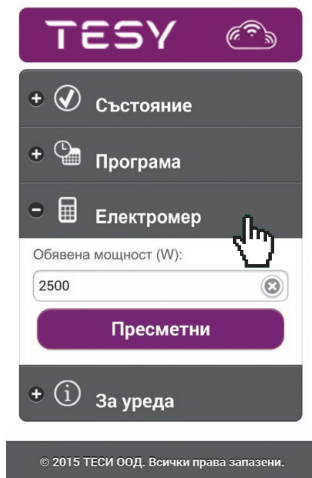 TESY
Състояние
Програма
Електромер
Обявена мощност (W):
2500
Пресметни
За уреда
© 2015 ТЕСИ ООД. Всички права запазени.